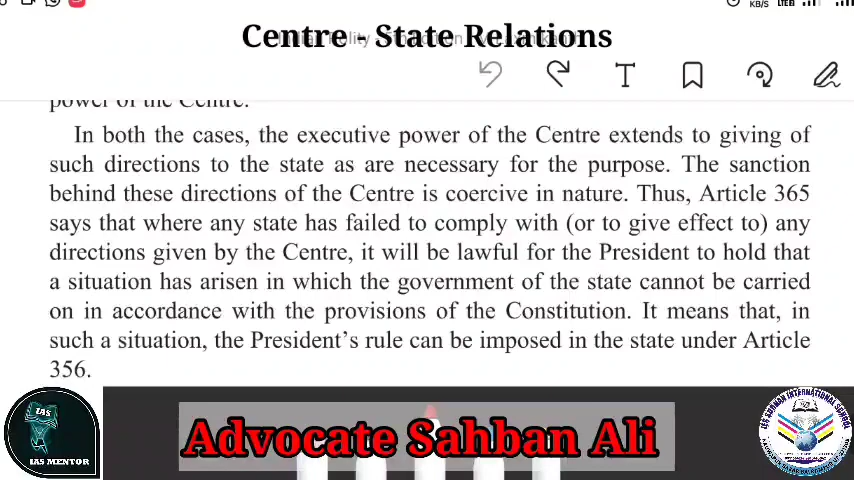 KB/S
Centre - State Relations
T
power of the Centre.
In both the cases, the executive power of the Centre extends to giving of
such directions to the state as are necessary for the purpose. The sanction
behind these directions of the Centre is coercive in nature. Thus, Article 365
says that where any state has failed to comply with (or to give effect to) any
directions given by the Centre, it will be lawful for the President to hold that
a situation has arisen in which the government of the state cannot be carried
on in accordance with the provisions of the Constitution. It means that, in
such a situation, the President’s rule can be imposed in the state under Article
356.
IAS
IAS MENTOR
Advocate Sahban Ali